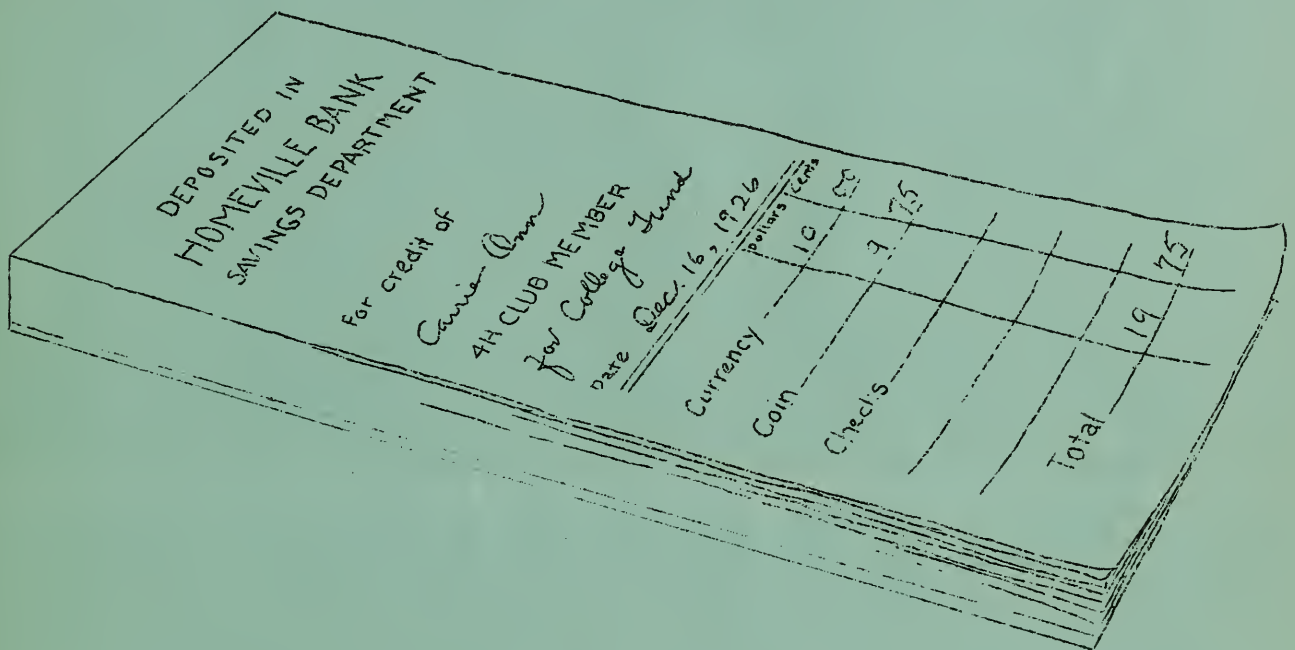 DEPOSITED IN
HOMEVILLE BANK
SAVINGS DEPARTMENT
For credit of
Carrie Ann
4H CLUB MEMBER
for College Fund
Date Dec. 16, 1926
Dollars Cents
Currency 10 00
Coin 9 75
Checks
Total 19 75